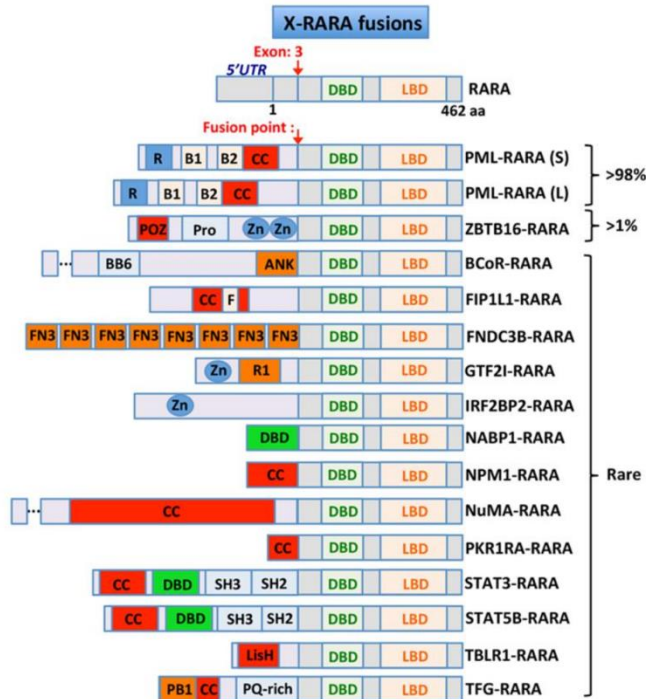 X-RARA fusions
Exon: 3
5'UTR
DBD LBD RARA
1 462 aa
Fusion point :
R B1 B2 CC DBD LBD PML-RARA (S)
>98%
R B1 B2 CC DBD LBD PML-RARA (L)
POZ Pro Zn Zn DBD LBD ZBTB16-RARA >1%
... BB6 ANK DBD LBD BCoR-RARA
CC F DBD LBD FIP1L1-RARA
FN3 FN3 FN3 FN3 FN3 FN3 FN3 FN3 DBD LBD FNDC3B-RARA
Zn R1 DBD LBD GTF2I-RARA
Zn DBD LBD IRF2BP2-RARA
DBD DBD LBD NABP1-RARA
CC DBD LBD NPM1-RARA
Rare
... CC DBD LBD NuMA-RARA
CC DBD LBD PKR1RA-RARA
CC DBD SH3 SH2 DBD LBD STAT3-RARA
CC DBD SH3 SH2 DBD LBD STAT5B-RARA
LisH DBD LBD TBLR1-RARA
PB1 CC PQ-rich DBD LBD TFG-RARA